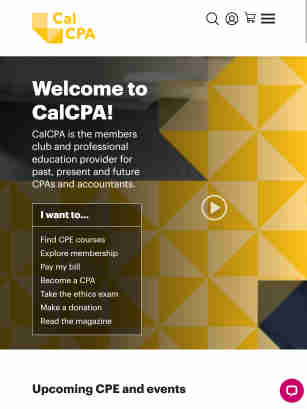 Cal
CPA
Welcome to
CalCPA!
CalCPA is the members
club and professional
education provider for
past, present and future
CPAs and accountants.
I want to...
Find CPE courses
Explore membership
Pay my bill
Become a CPA
Take the ethics exam
Make a donation
Read the magazine
Upcoming CPE and events